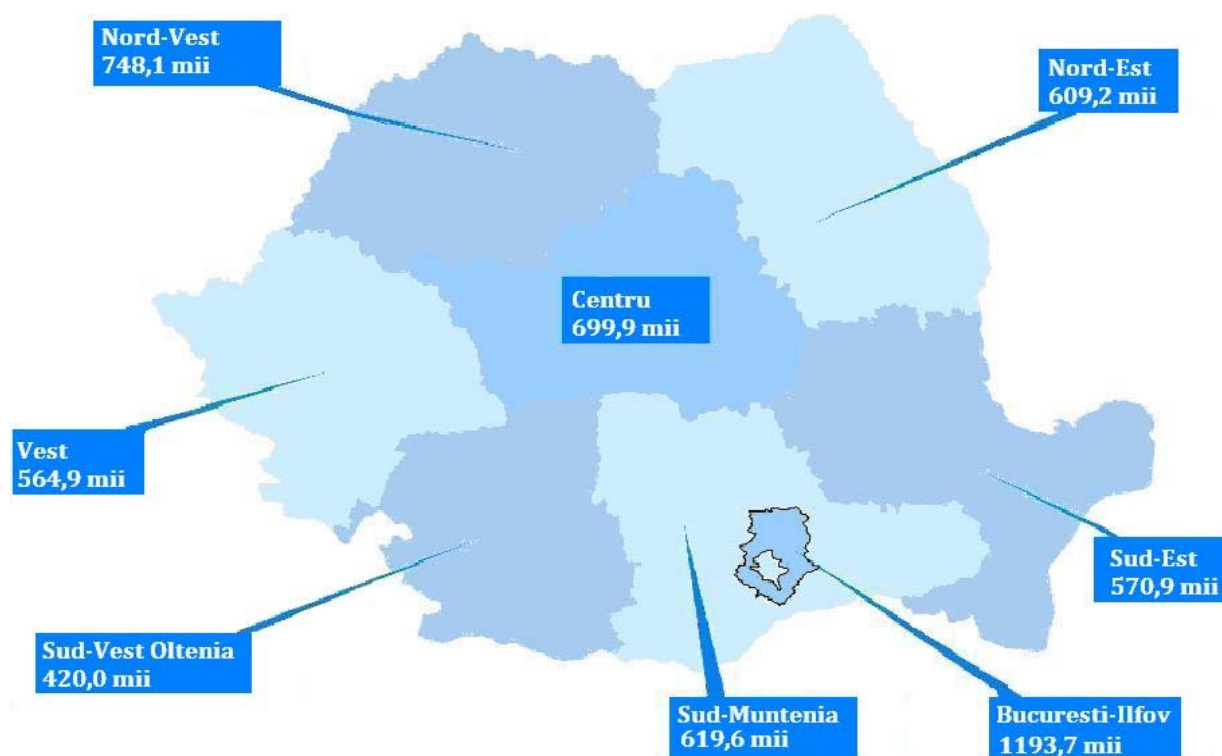 Nord-Vest
748,1 mii
Nord-Est
609,2 mii
Centru
699,9 mii
Vest
564,9 mii
Sud-Est
570,9 mii
Sud-Vest Oltenia
420,0 mii
Sud-Muntenia
619,6 mii
Bucuresti-Ilfov
1193,7 mii